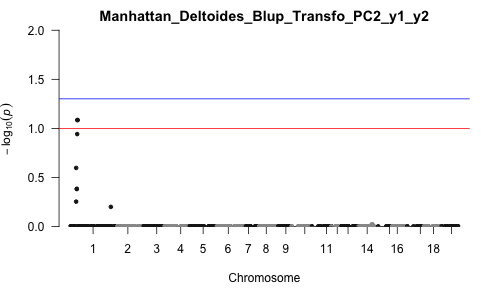 Manhattan_Deltoides_Blup_Transfo_PC2_y1_y2
2.0
1.5
1.0
0.5
0.0
− log10(p)
1 2 3 4 5 6 7 8 9 11 14 16 18
Chromosome